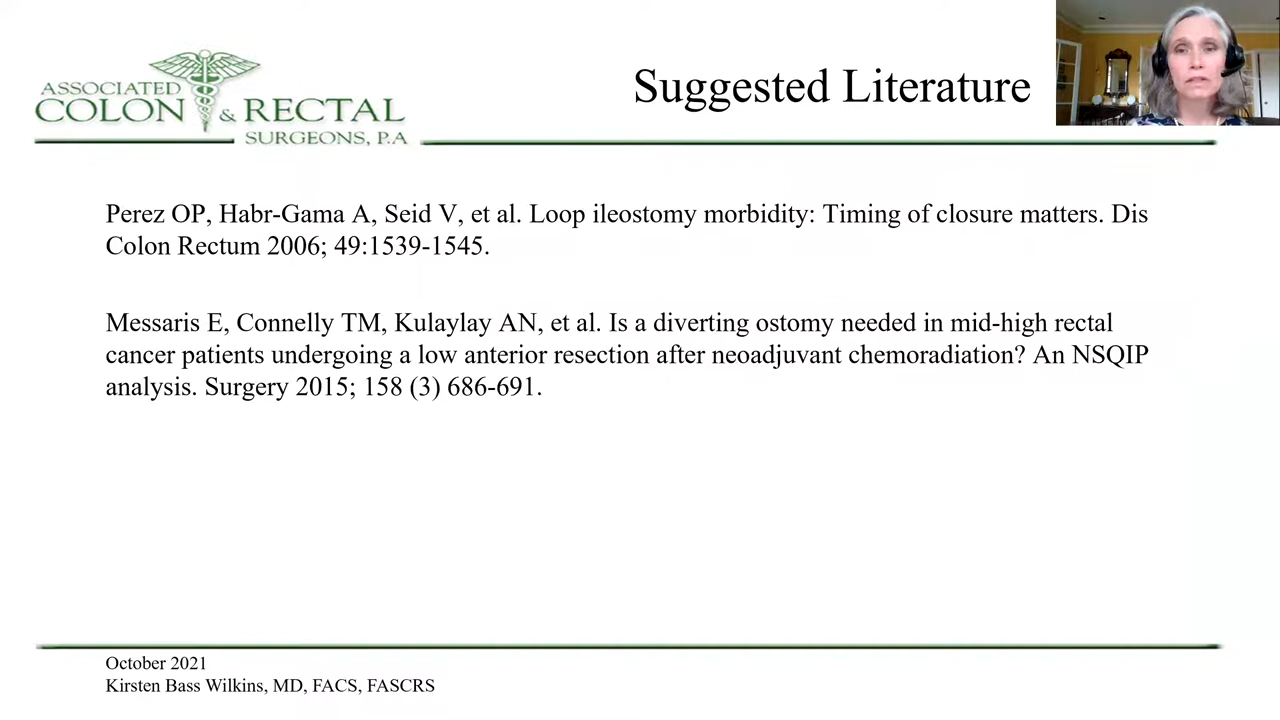 ASSOCIATED
COLON & RECTAL
SURGEONS, P.A
Suggested Literature
Perez OP, Habr-Gama A, Seid V, et al. Loop ileostomy morbidity: Timing of closure matters. Dis
Colon Rectum 2006; 49:1539-1545.
Messaris E, Connelly TM, Kulaylay AN, et al. Is a diverting ostomy needed in mid-high rectal
cancer patients undergoing a low anterior resection after neoadjuvant chemoradiation? An NSQIP
analysis. Surgery 2015; 158 (3) 686-691.
October 2021
Kirsten Bass Wilkins, MD, FACS, FASCRS